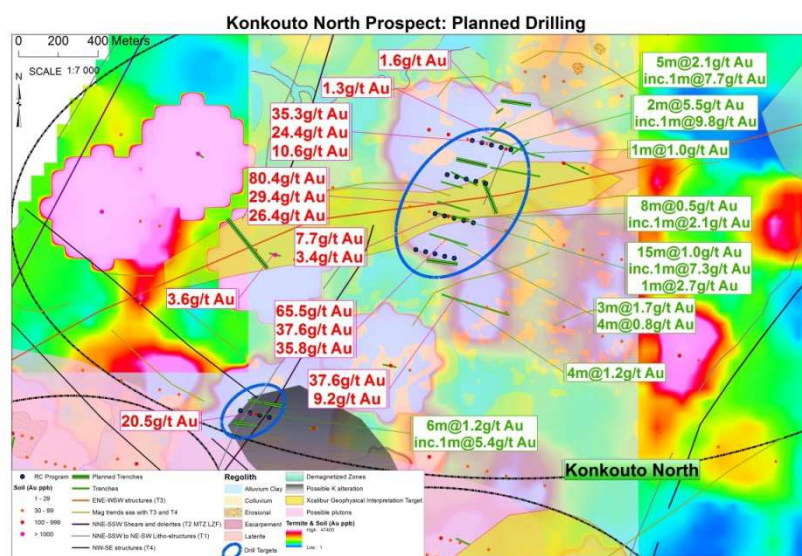 Konkouto North Prospect: Planned Drilling
0 200 400 Meters
SCALE 1:7 000
N
1.6g/t Au
1.3g/t Au
35.3g/t Au
24.4g/t Au
10.6g/t Au
80.4g/t Au
29.4g/t Au
26.4g/t Au
7.7g/t Au
3.4g/t Au
3.6g/t Au
65.5g/t Au
37.6g/t Au
35.8g/t Au
37.6g/t Au
9.2g/t Au
20.5g/t Au
5m@2.1g/t Au
inc.1m@7.7g/t Au
2m@5.5g/t Au
inc.1m@9.8g/t Au
1m@1.0g/t Au
8m@0.5g/t Au
inc.1m@2.1g/t Au
15m@1.0g/t Au
inc.1m@7.3g/t Au
1m@2.7g/t Au
3m@1.7g/t Au
4m@0.8g/t Au
4m@1.2g/t Au
6m@1.2g/t Au
inc.1m@5.4g/t Au
Konkouto North
RC Program
Soil (Au ppb)
1 - 29
30 - 99
100 - 999
> 1000
Planned Trenches
Trenches
ENE-WSW structures (T3)
Mag trends ass with T3 and T4
NNE-SSW Shears and dolerites (T2 MTZ LZF)
NNE-SSW to NE-SW Litho-structures (T1)
NW-SE structures (T4)
Regolith
Alluvium Clay
Colluvium
Erosional
Escarpment
Laterite
Drill Targets
Demagnetized Zones
Possible K alteration
Xcalibur Geophysical Interpretation Target
Possible plutons
Termite & Soil (Au ppb)
High : 47400
Low : 1